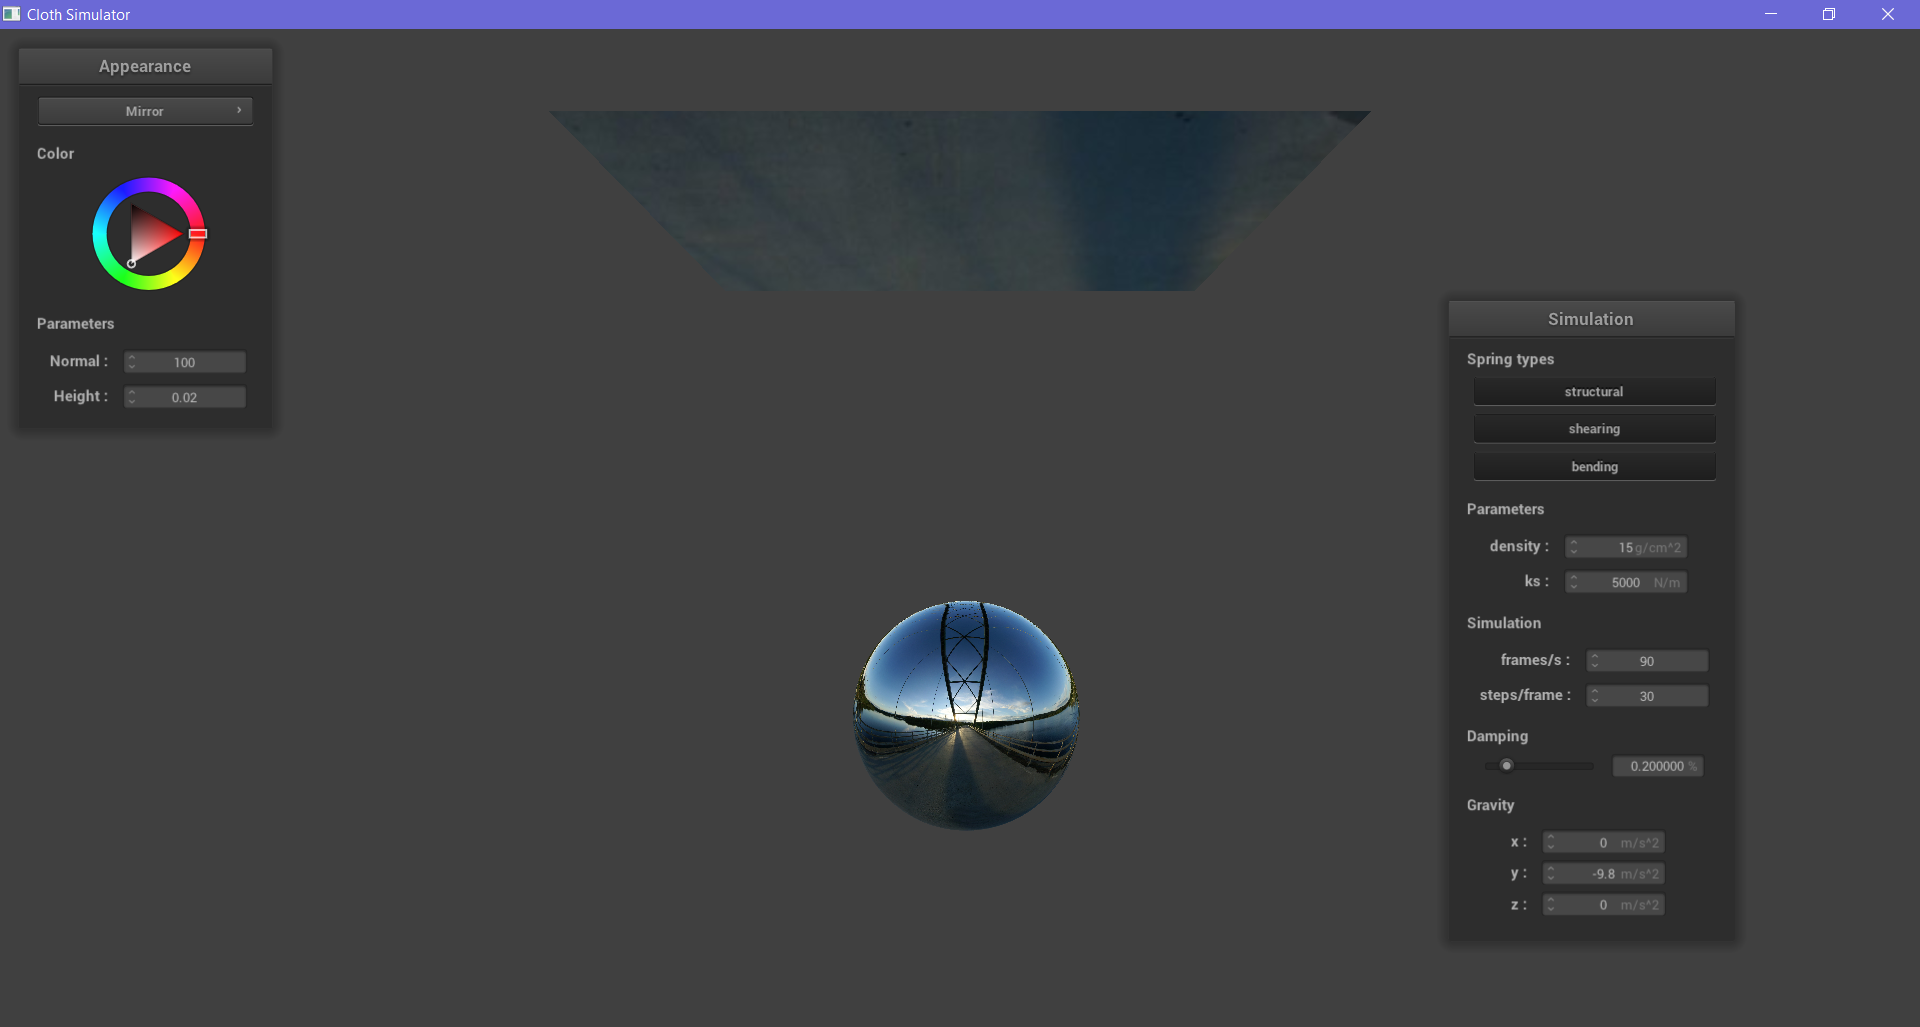 Cloth Simulator
Appearance
Mirror
Color
Parameters
Normal : 100
Height : 0.02
Simulation
Spring types
structural
shearing
bending
Parameters
density : 15 g/cm^2
ks : 5000 N/m
Simulation
frames/s : 90
steps/frame : 30
Damping
0.200000 %
Gravity
x : 0 m/s^2
y : -9.8 m/s^2
z : 0 m/s^2